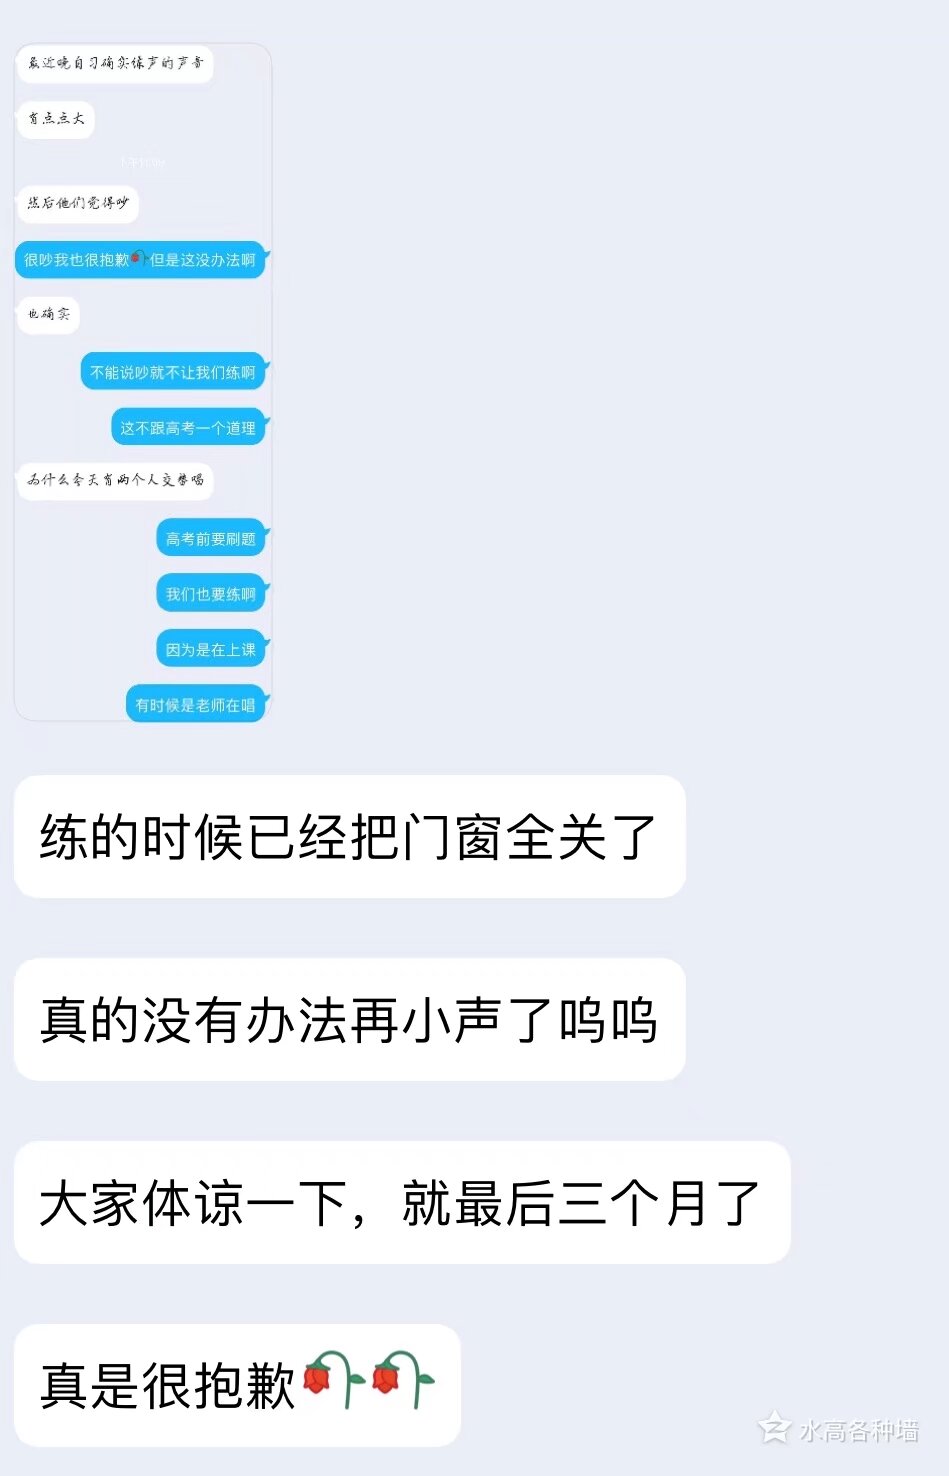 最近晚自习确实练声的声音
有点点大
然后他们觉得吵
很吵我也很抱歉🥀但是这没办法啊
也确实
不能说吵就不让我们练啊
这不跟高考一个道理
为什么冬天有两个人交替唱
高考前要刷题
我们也要练啊
因为是在上课
有时候是老师在唱
练的时候已经把门窗全关了
真的没有办法再小声了呜呜
大家体谅一下，就最后三个月了
真是很抱歉🥀🥀
水高各种墙